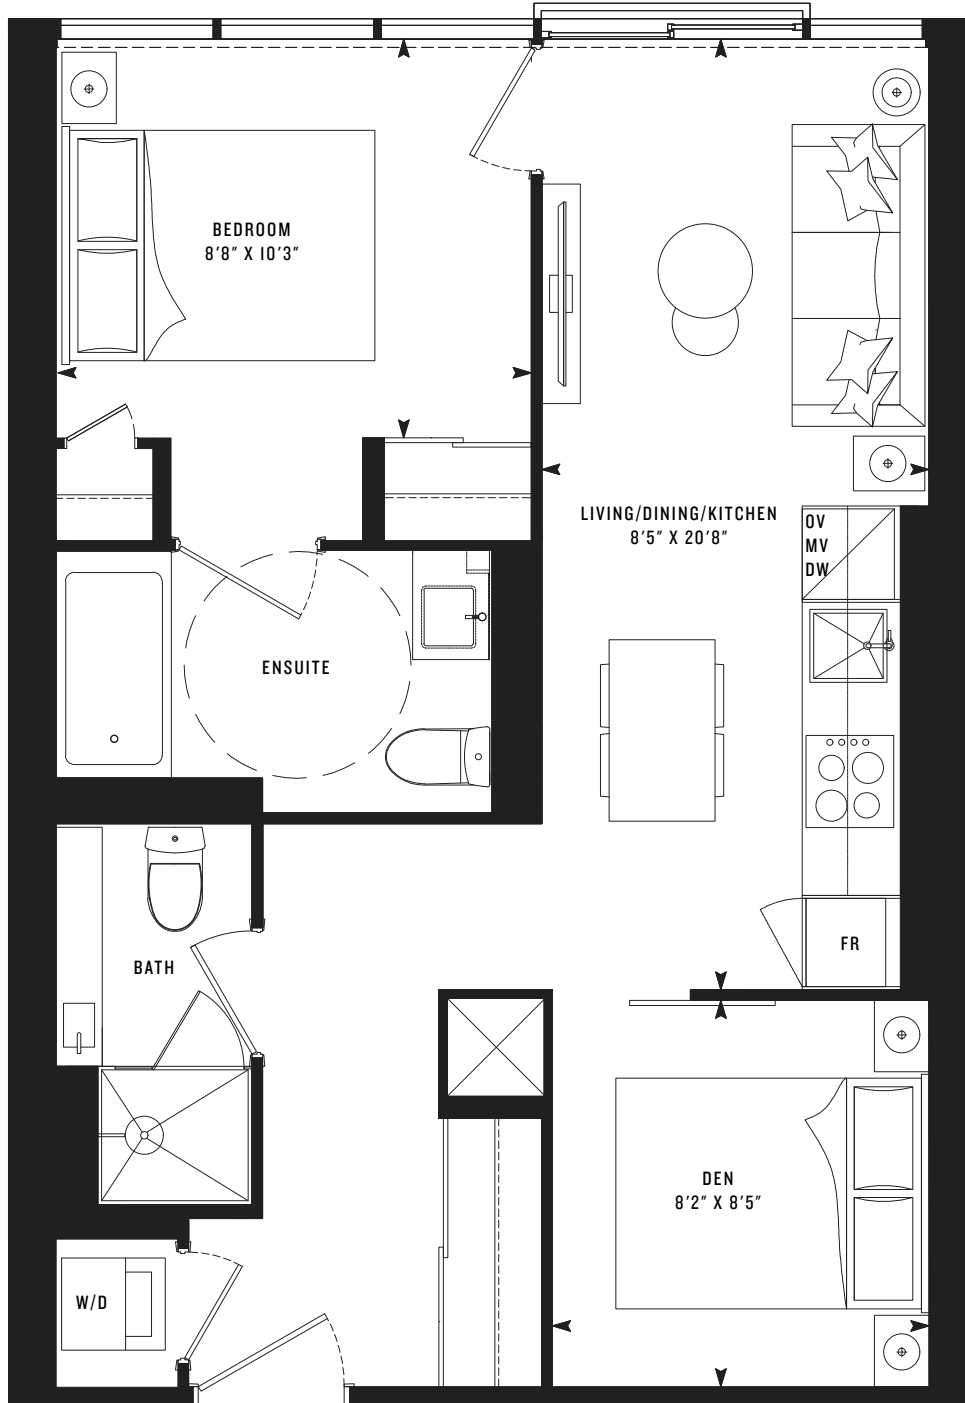 BEDROOM
8'8" X 10'3"
LIVING/DINING/KITCHEN
8'5" X 20'8"
OV
MV
DW
ENSUITE
FR
BATH
DEN
8'2" X 8'5"
W/D